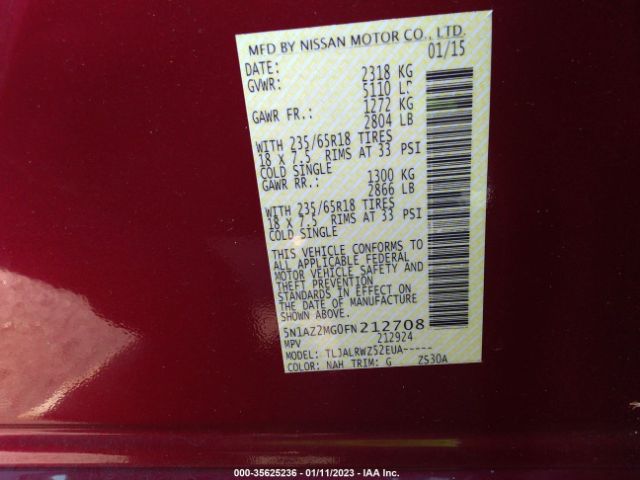 MFD BY NISSAN MOTOR CO., LTD.
DATE: 01/15
GVWR: 2318 KG
5110 LB
GAWR FR.: 1272 KG
2804 LB
WITH 235/65R18 TIRES
18 x 7.5 RIMS AT 33 PSI
COLD SINGLE
GAWR RR.: 1300 KG
2866 LB
WITH 235/65R18 TIRES
18 x 7.5 RIMS AT 33 PSI
COLD SINGLE
THIS VEHICLE CONFORMS TO
ALL APPLICABLE FEDERAL
MOTOR VEHICLE SAFETY AND
THEFT PREVENTION
STANDARDS IN EFFECT ON
THE DATE OF MANUFACTURE
SHOWN ABOVE.
5N1AZ2MG0FN212708
MPV 212924
MODEL: TLJALRWZ52EUA-----
COLOR: NAH TRIM: G Z530A
000-35625236 - 01/11/2023 - IAA Inc.